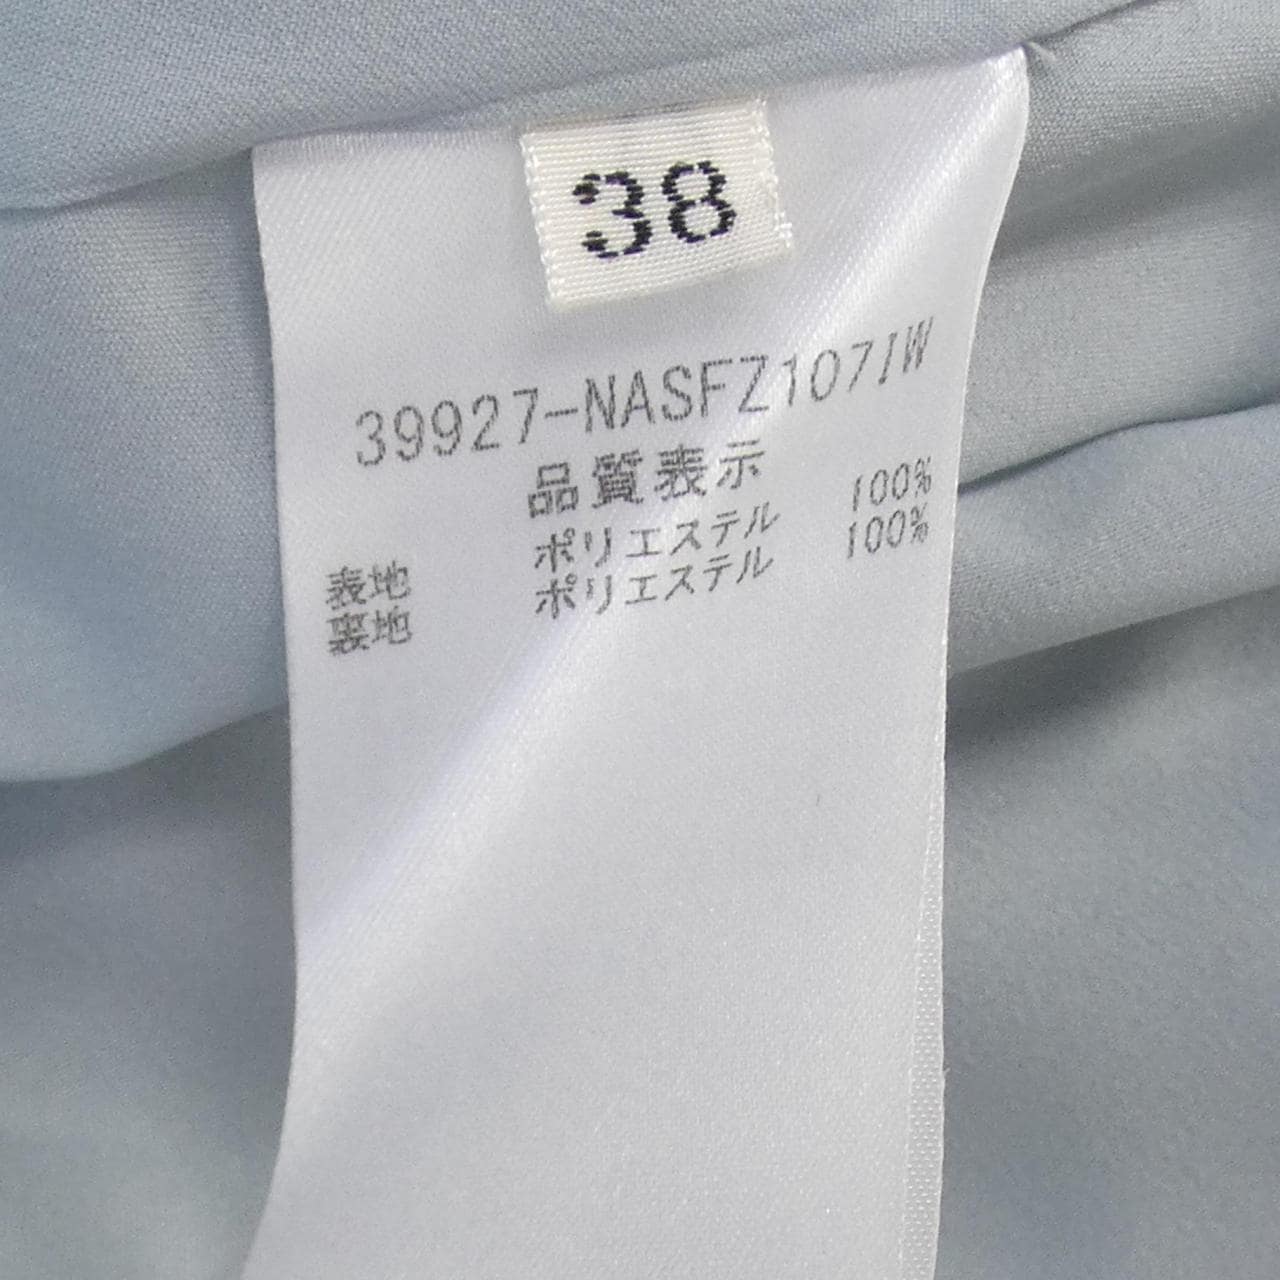 38
39927-NASFZ107IW
品質表示
表地 ポリエステル 100%
裏地 ポリエステル 100%